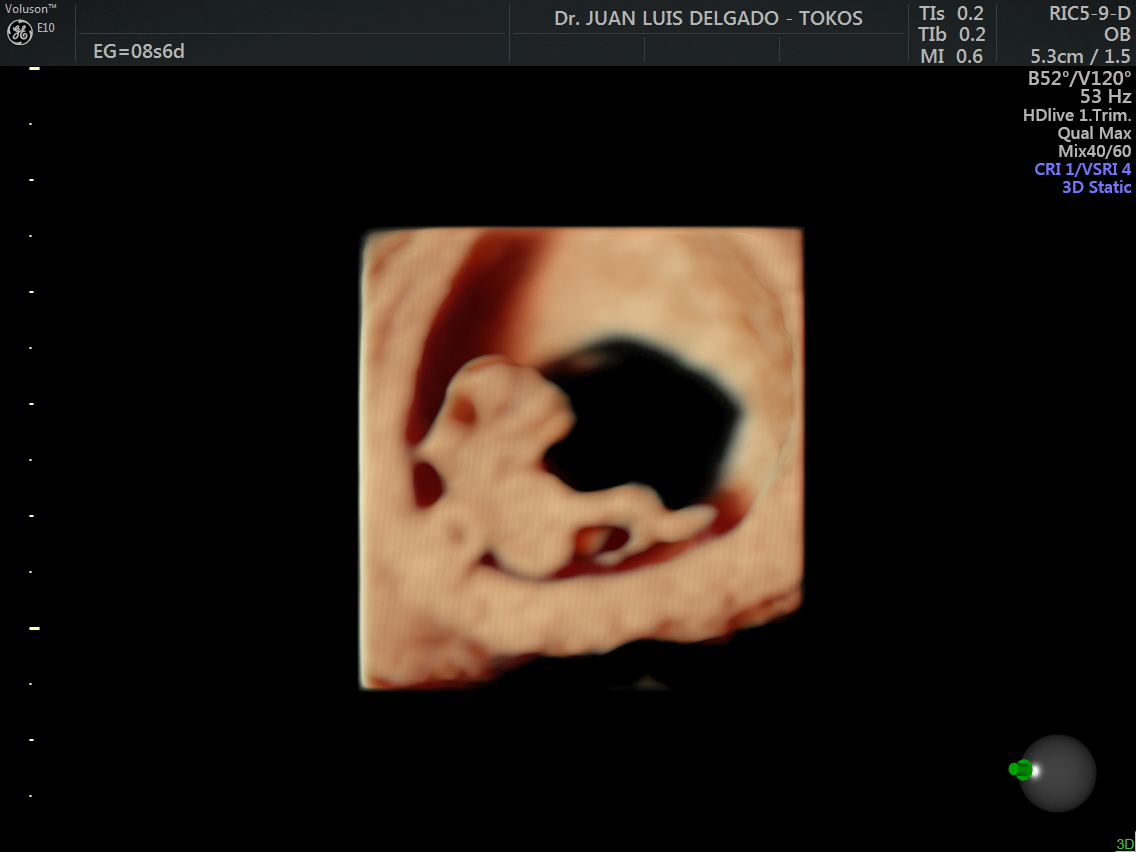 Voluson™
E10
EG=08s6d
Dr. JUAN LUIS DELGADO - TOKOS
TIs 0.2
TIb 0.2
MI 0.6
RIC5-9-D
OB
5.3cm / 1.5
B52°/V120°
53 Hz
HDlive 1.Trim.
Qual Max
Mix40/60
CRI 1/VSRI 4
3D Static
3D